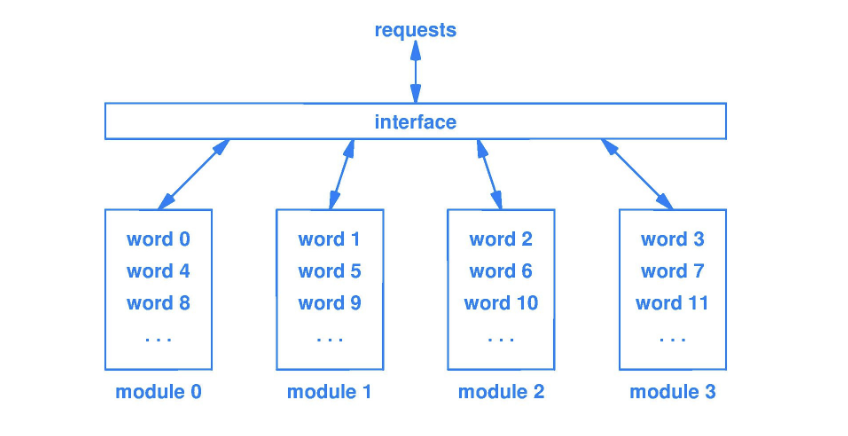 requests
interface
word 0 word 1 word 2 word 3
word 4 word 5 word 6 word 7
word 8 word 9 word 10 word 11
. . . . . . . . . . . .
module 0 module 1 module 2 module 3